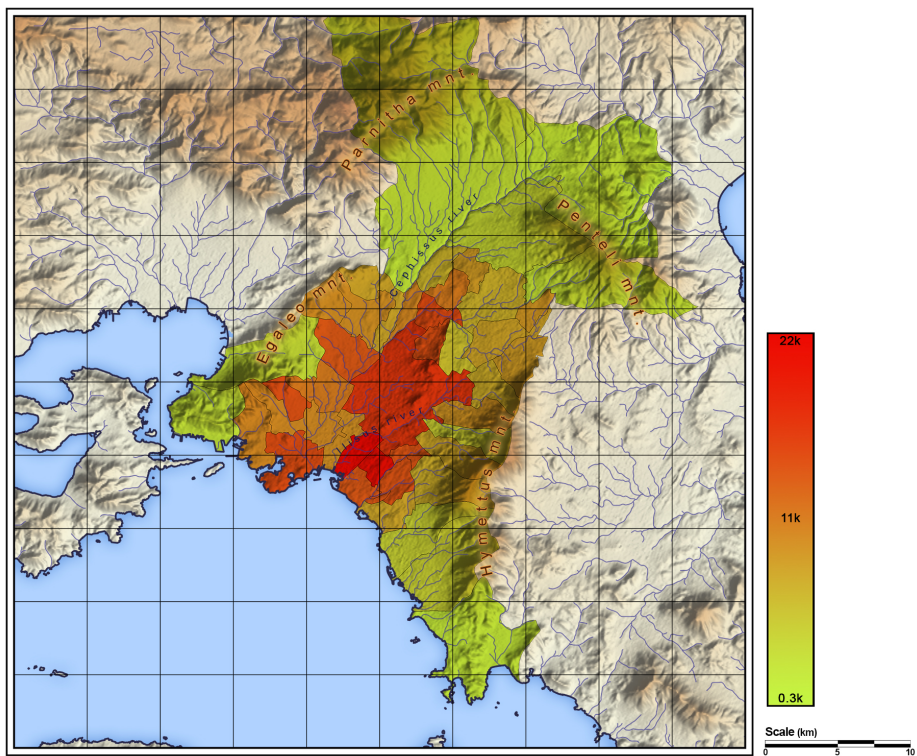 Parnitha mnt.
Penteli mnt.
Cephissus river
Egaleo mnt.
river
Hymettus mnt.
22k
11k
0.3k
Scale (km)
0 5 10